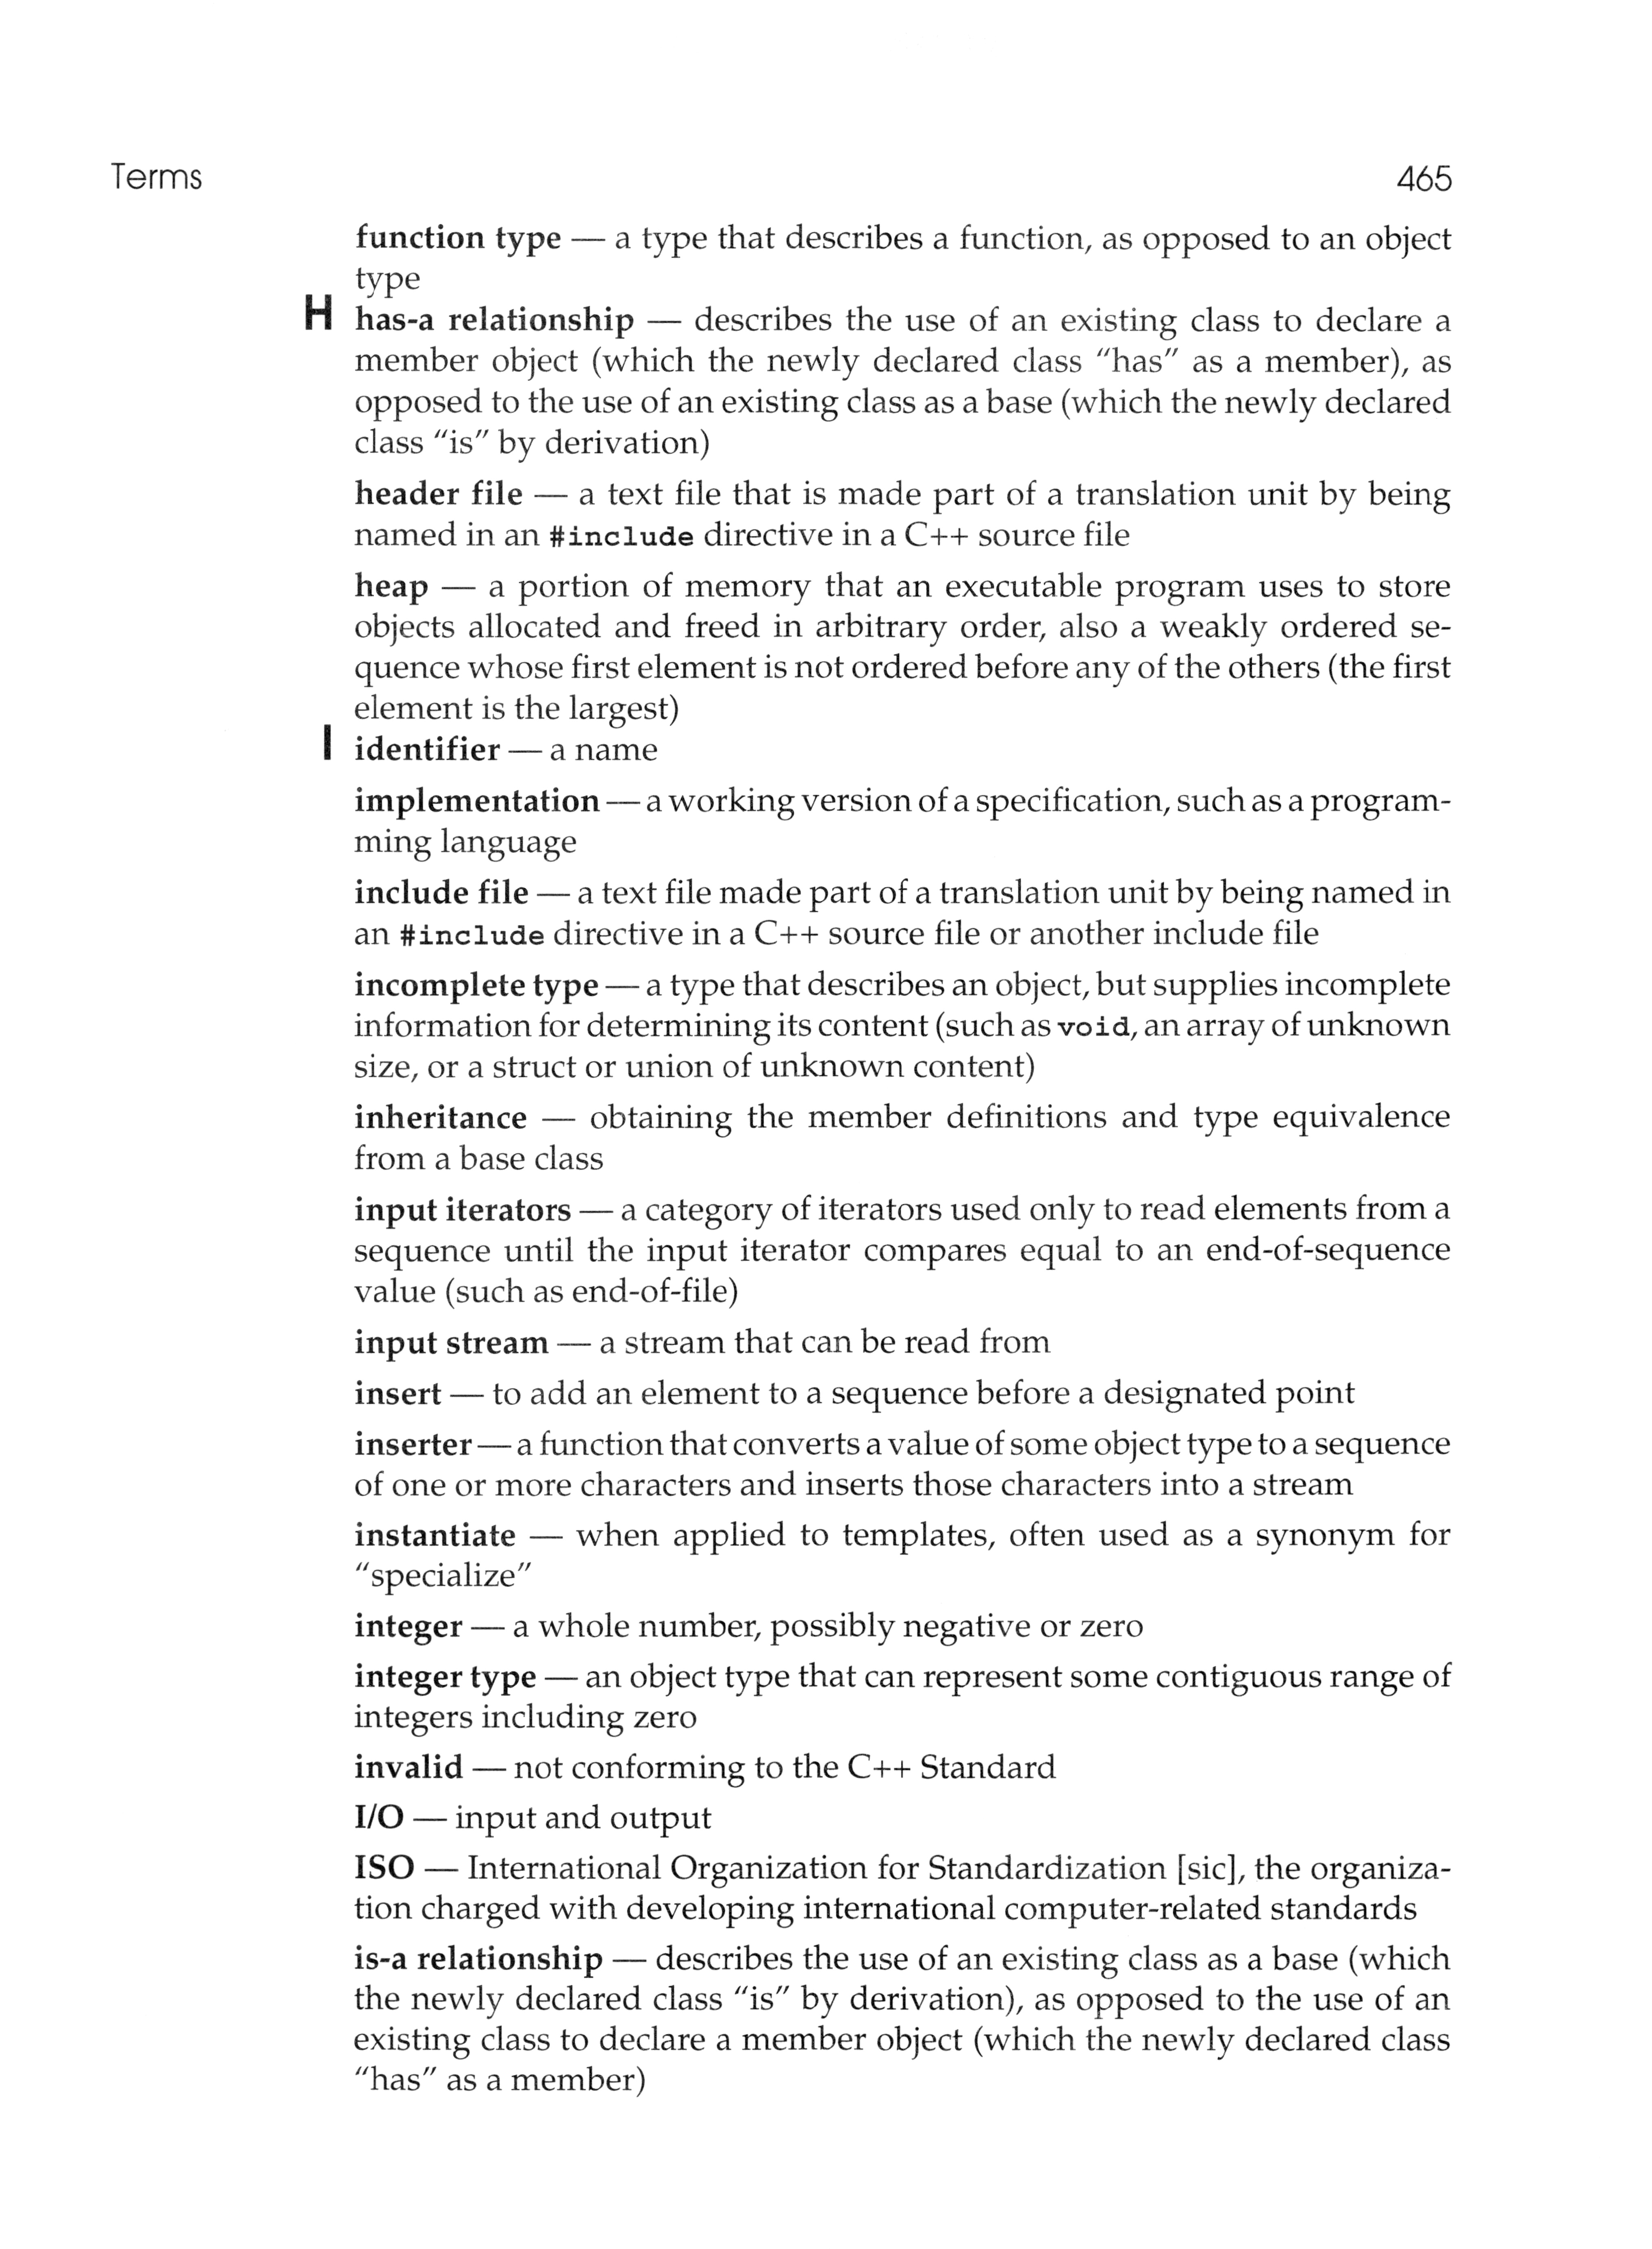 Terms 465
function type — a type that describes a function, as opposed to an object
type
H has-a relationship — describes the use of an existing class to declare a
member object (which the newly declared class "has" as a member), as
opposed to the use of an existing class as a base (which the newly declared
class "is" by derivation)
header file — a text file that is made part of a translation unit by being
named in an #include directive in a C++ source file
heap — a portion of memory that an executable program uses to store
objects allocated and freed in arbitrary order, also a weakly ordered se-
quence whose first element is not ordered before any of the others (the first
element is the largest)
I identifier — a name
implementation — a working version of a specification, such as a program-
ming language
include file — a text file made part of a translation unit by being named in
an #include directive in a C++ source file or another include file
incomplete type — a type that describes an object, but supplies incomplete
information for determining its content (such as void, an array of unknown
size, or a struct or union of unknown content)
inheritance — obtaining the member definitions and type equivalence
from a base class
input iterators — a category of iterators used only to read elements from a
sequence until the input iterator compares equal to an end-of-sequence
value (such as end-of-file)
input stream — a stream that can be read from
insert — to add an element to a sequence before a designated point
inserter — a function that converts a value of some object type to a sequence
of one or more characters and inserts those characters into a stream
instantiate — when applied to templates, often used as a synonym for
"specialize"
integer — a whole number, possibly negative or zero
integer type — an object type that can represent some contiguous range of
integers including zero
invalid — not conforming to the C++ Standard
I/O — input and output
ISO — International Organization for Standardization [sic], the organiza-
tion charged with developing international computer-related standards
is-a relationship — describes the use of an existing class as a base (which
the newly declared class "is" by derivation), as opposed to the use of an
existing class to declare a member object (which the newly declared class
"has" as a member)